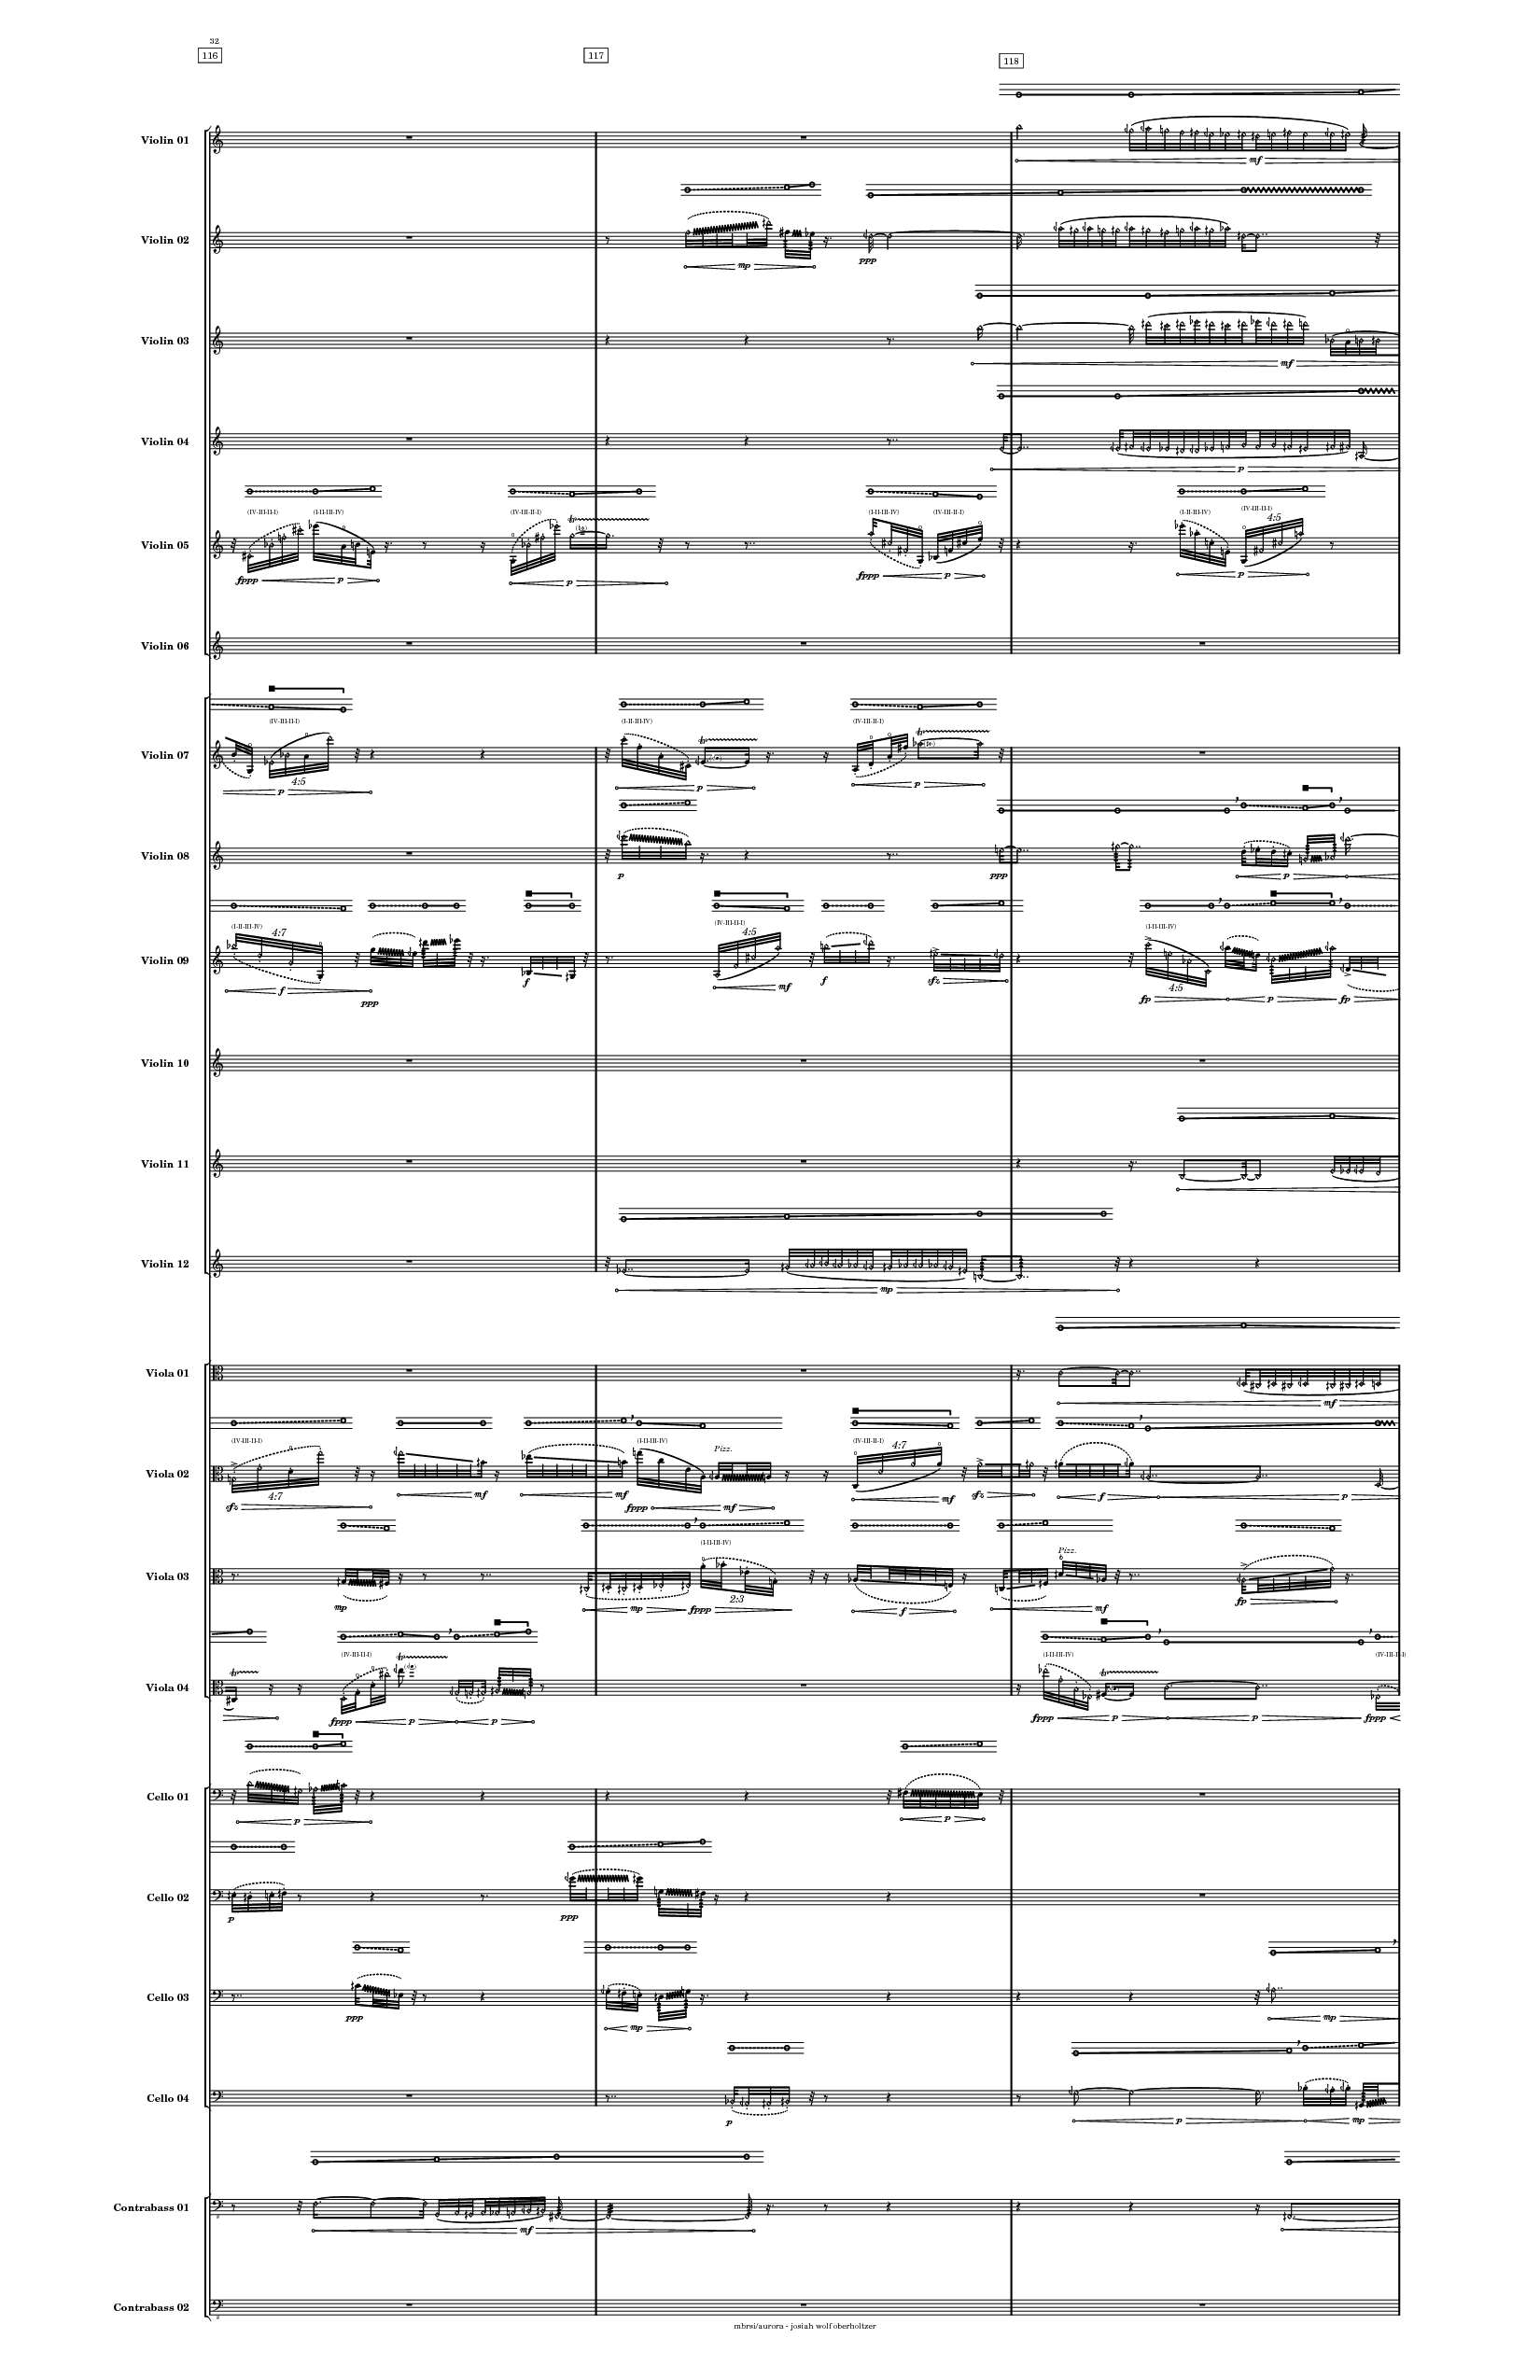 32
116 117 118
Violin 01
mf
Violin 02
mp ppp
Violin 03
mf
Violin 04
p
(IV-III-II-I) (I-II-III-IV) (IV-III-II-I) (I-II-III-IV) (IV-III-II-I) (I-II-III-IV) (IV-III-II-I)
4:5
Violin 05
fppp p p fppp p p
Violin 06
(IV-III-II-I) (I-II-III-IV) (IV-III-II-I)
Violin 07
4:5
p p p
Violin 08
p ppp p
(I-II-III-IV) (IV-III-II-I) (I-II-III-IV)
4:7 4:5
Violin 09
f ppp f mf f sfz fp 4:5 p fp
Violin 10
Violin 11
Violin 12
mp
Viola 01
mf
(IV-III-II-I) (I-II-III-IV) Pizz. (IV-III-II-I)
4:7
Viola 02
4:7
sfz mf mf fppp mf mf sfz f p
(I-II-III-IV) Pizz.
Viola 03
2:3
mp mp fppp f mf fp
(IV-III-II-I) (I-II-III-IV) (IV-III-II-I)
Viola 04
fppp p p fppp p p fppp
Cello 01
p p
Cello 02
p ppp
Cello 03
ppp mp mp
Cello 04
p p mp
Contrabass 01
mf
Contrabass 02
mbrsi/aurora - josiah wolf oberholtzer